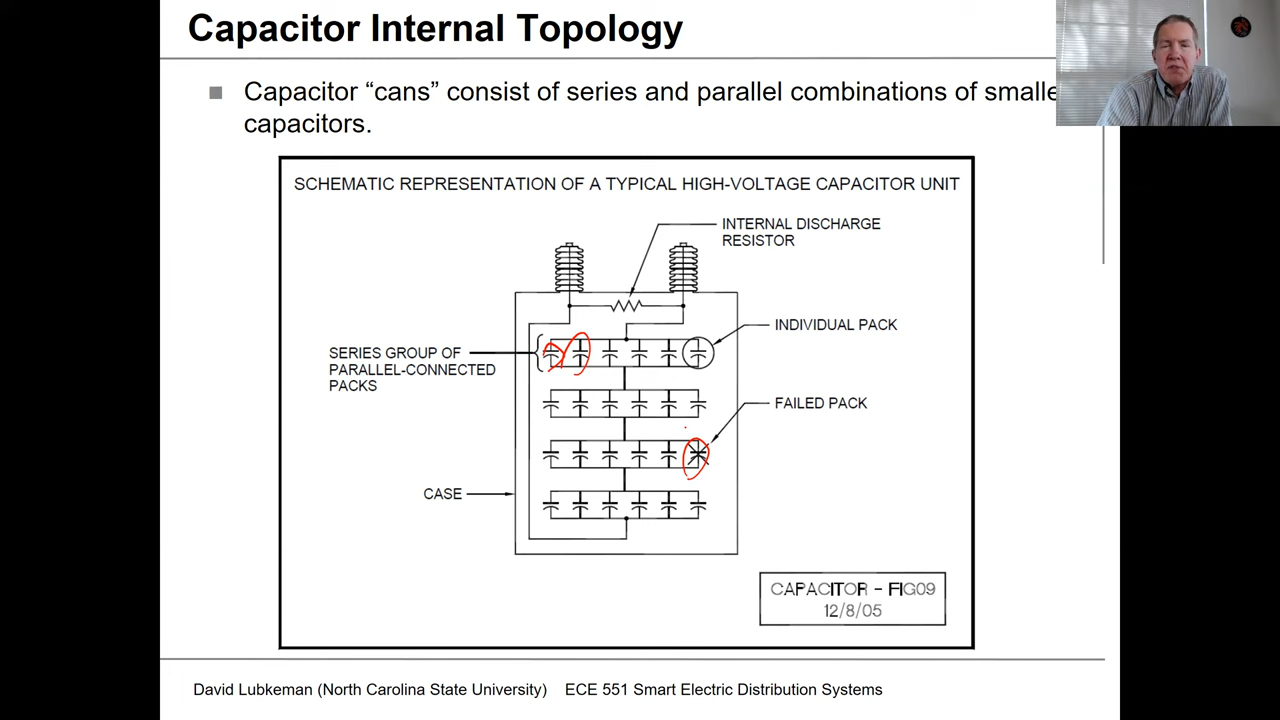 Capacitor Internal Topology
Capacitor “cans” consist of series and parallel combinations of smalle
capacitors.
SCHEMATIC REPRESENTATION OF A TYPICAL HIGH-VOLTAGE CAPACITOR UNIT
INTERNAL DISCHARGE
RESISTOR
INDIVIDUAL PACK
SERIES GROUP OF
PARALLEL-CONNECTED
PACKS
FAILED PACK
CASE
CAPACITOR - FIG09
12/8/05
David Lubkeman (North Carolina State University) ECE 551 Smart Electric Distribution Systems